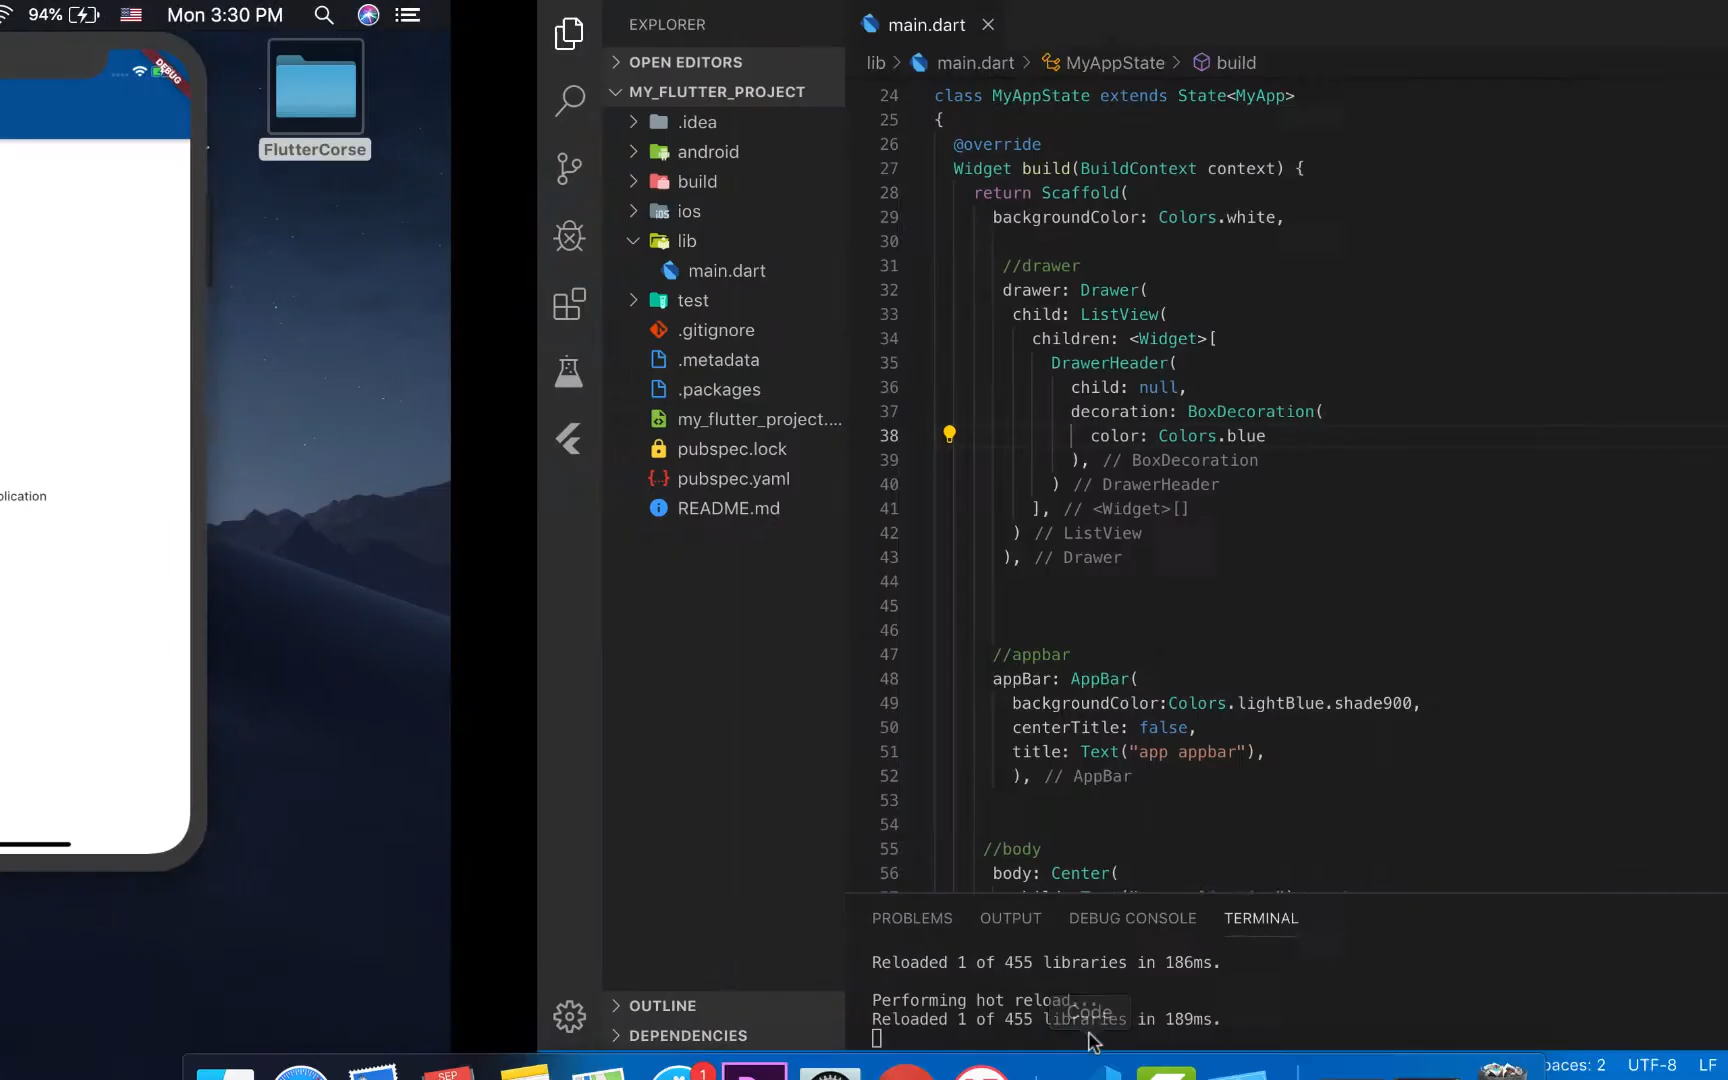 94%
Mon 3:30 PM
DEBUG
FlutterCorse
plication
EXPLORER
OPEN EDITORS
MY_FLUTTER_PROJECT
.idea
android
build
ios
lib
main.dart
test
.gitignore
.metadata
.packages
my_flutter_project....
pubspec.lock
pubspec.yaml
README.md
OUTLINE
DEPENDENCIES
main.dart
lib > main.dart > MyAppState > build
24 class MyAppState extends State<MyApp>
25 {
26 @override
27 Widget build(BuildContext context) {
28 return Scaffold(
29 backgroundColor: Colors.white,
30
31 //drawer
32 drawer: Drawer(
33 child: ListView(
34 children: <Widget>[
35 DrawerHeader(
36 child: null,
37 decoration: BoxDecoration(
38 color: Colors.blue
39 ), // BoxDecoration
40 ) // DrawerHeader
41 ], // <Widget>[]
42 ) // ListView
43 ), // Drawer
44
45
46
47 //appbar
48 appBar: AppBar(
49 backgroundColor:Colors.lightBlue.shade900,
50 centerTitle: false,
51 title: Text("app appbar"),
52 ), // AppBar
53
54
55 //body
56 body: Center(
PROBLEMS OUTPUT DEBUG CONSOLE TERMINAL
Reloaded 1 of 455 libraries in 186ms.
Performing hot reload...
Code
Reloaded 1 of 455 libraries in 189ms.
SEP
1
paces: 2 UTF-8 LF